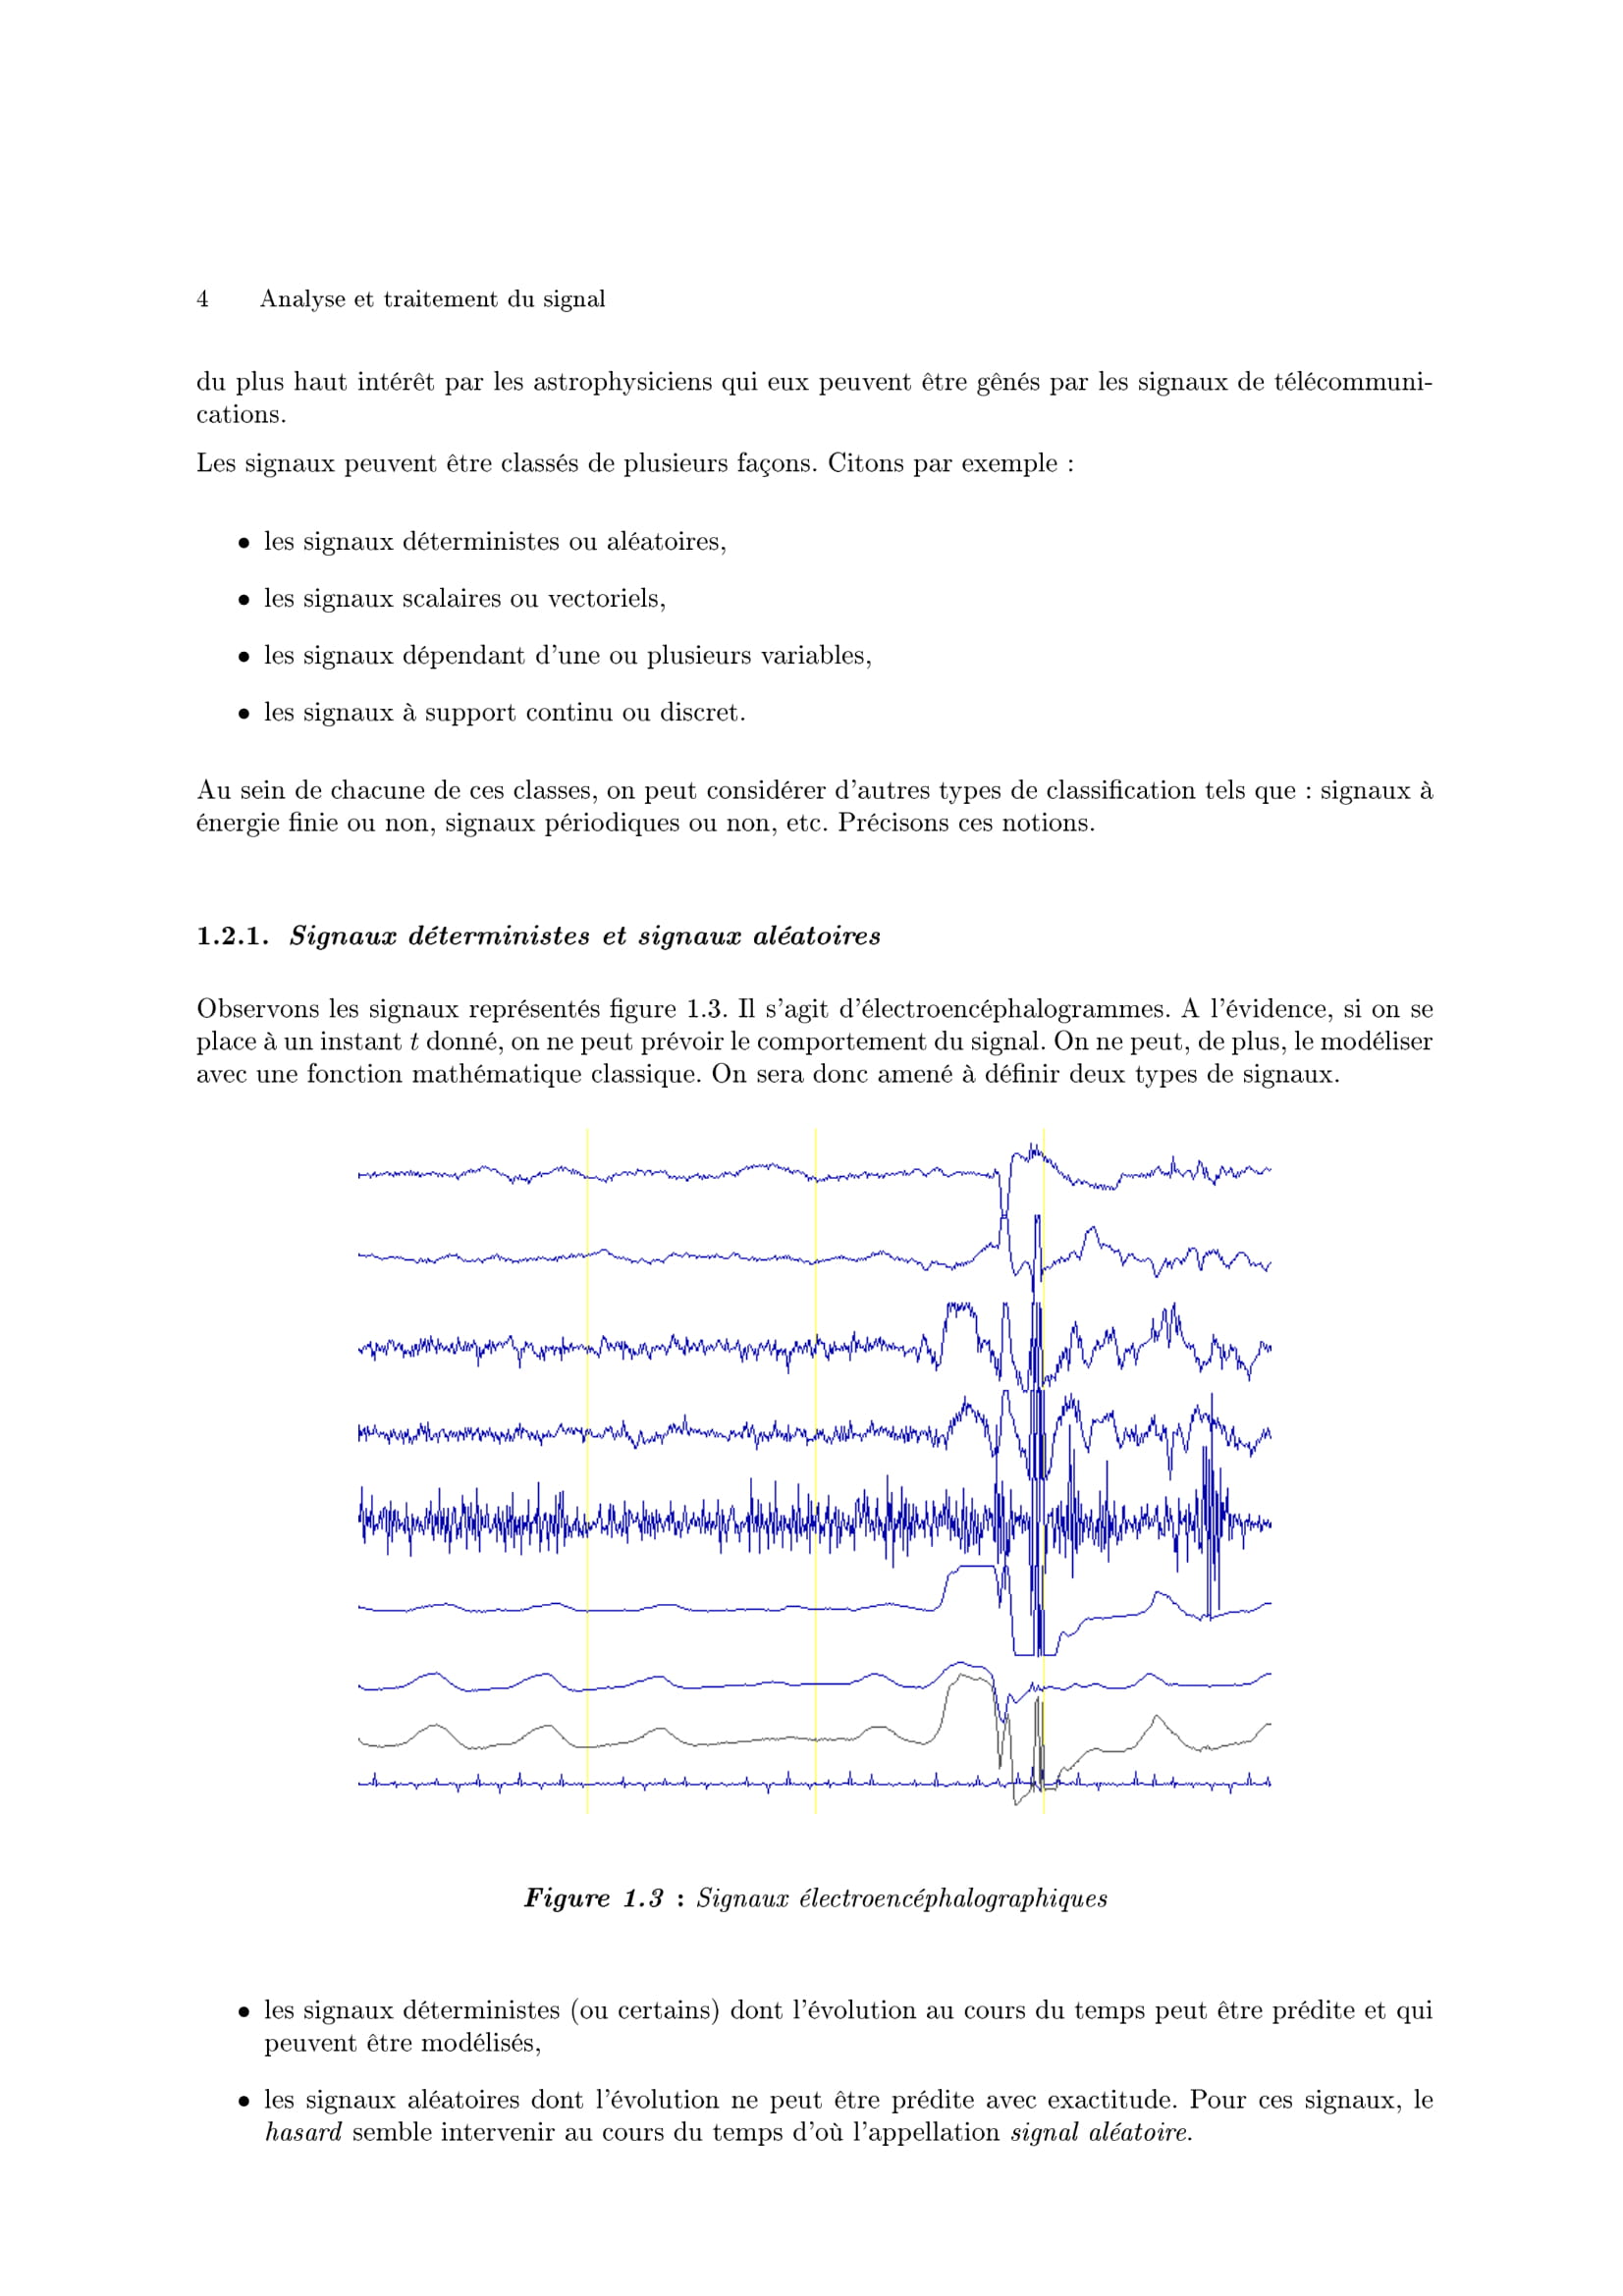 4 Analyse et traitement du signal
du plus haut intérêt par les astrophysiciens qui eux peuvent être gênés par les signaux de télécommuni-
cations.
Les signaux peuvent être classés de plusieurs façons. Citons par exemple :
• les signaux déterministes ou aléatoires,
• les signaux scalaires ou vectoriels,
• les signaux dépendant d'une ou plusieurs variables,
• les signaux à support continu ou discret.
Au sein de chacune de ces classes, on peut considérer d'autres types de classification tels que : signaux à
énergie finie ou non, signaux périodiques ou non, etc. Précisons ces notions.
1.2.1. Signaux déterministes et signaux aléatoires
Observons les signaux représentés figure 1.3. Il s'agit d'électroencéphalogrammes. A l'évidence, si on se
place à un instant t donné, on ne peut prévoir le comportement du signal. On ne peut, de plus, le modéliser
avec une fonction mathématique classique. On sera donc amené à définir deux types de signaux.
Figure 1.3 : Signaux électroencéphalographiques
• les signaux déterministes (ou certains) dont l'évolution au cours du temps peut être prédite et qui
peuvent être modélisés,
• les signaux aléatoires dont l'évolution ne peut être prédite avec exactitude. Pour ces signaux, le
hasard semble intervenir au cours du temps d'où l'appellation signal aléatoire.